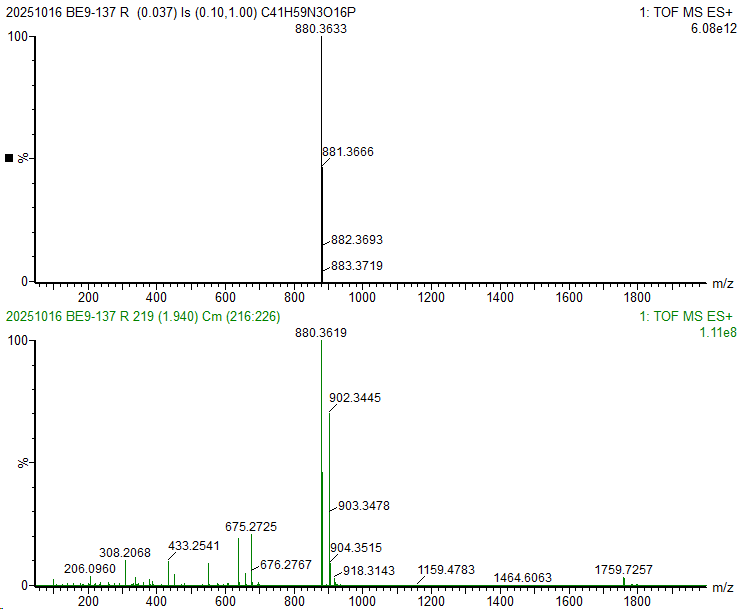 20251016 BE9-137 R (0.037) Is (0.10,1.00) C41H59N3O16P
1: TOF MS ES+
6.08e12
100
880.3633
881.3666
%
882.3693
883.3719
0
200 400 600 800 1000 1200 1400 1600 1800 m/z
20251016 BE9-137 R 219 (1.940) Cm (216:226)
1: TOF MS ES+
1.11e8
100
880.3619
902.3445
%
903.3478
675.2725
433.2541
904.3515
308.2068
676.2767
206.0960
918.3143
1159.4783
1464.6063
1759.7257
0
200 400 600 800 1000 1200 1400 1600 1800 m/z